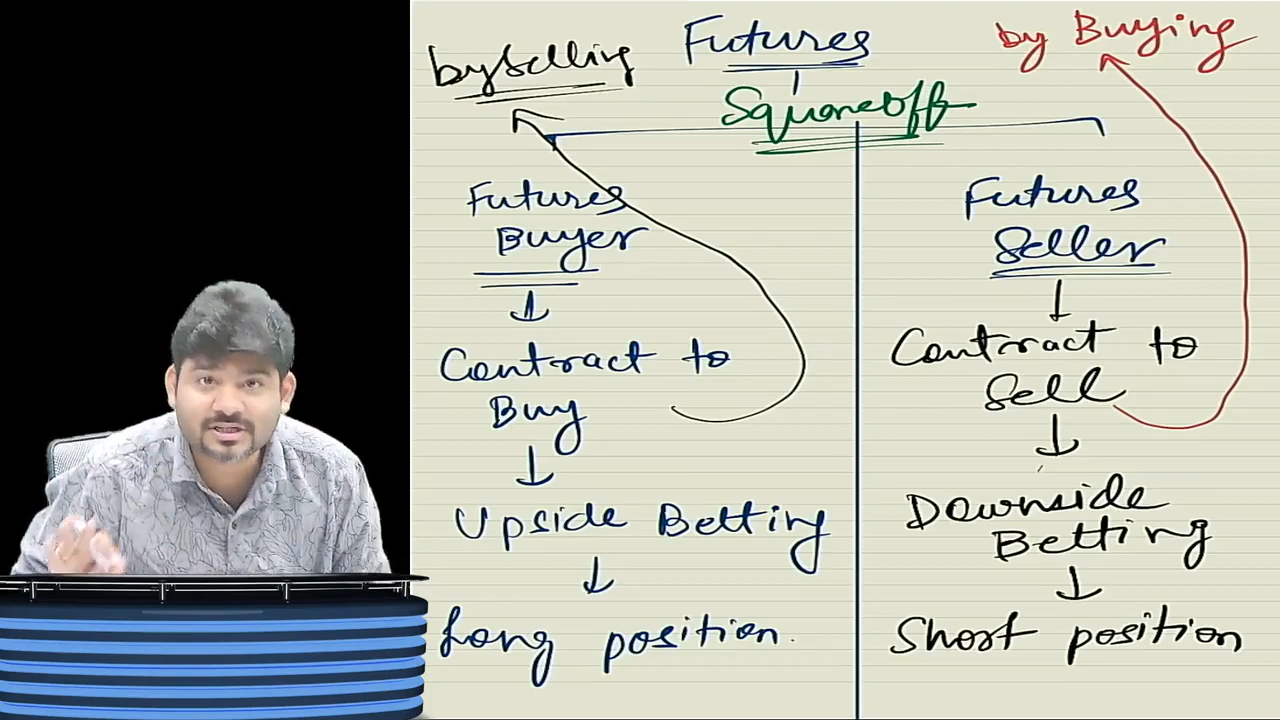 by selling
Futures
by Buying
Squareoff
Futures
Buyer
Contract to
Buy
Upside Betting
Long position.
Futures
Seller
Contract to
Sell
Downside
Betting
Short position